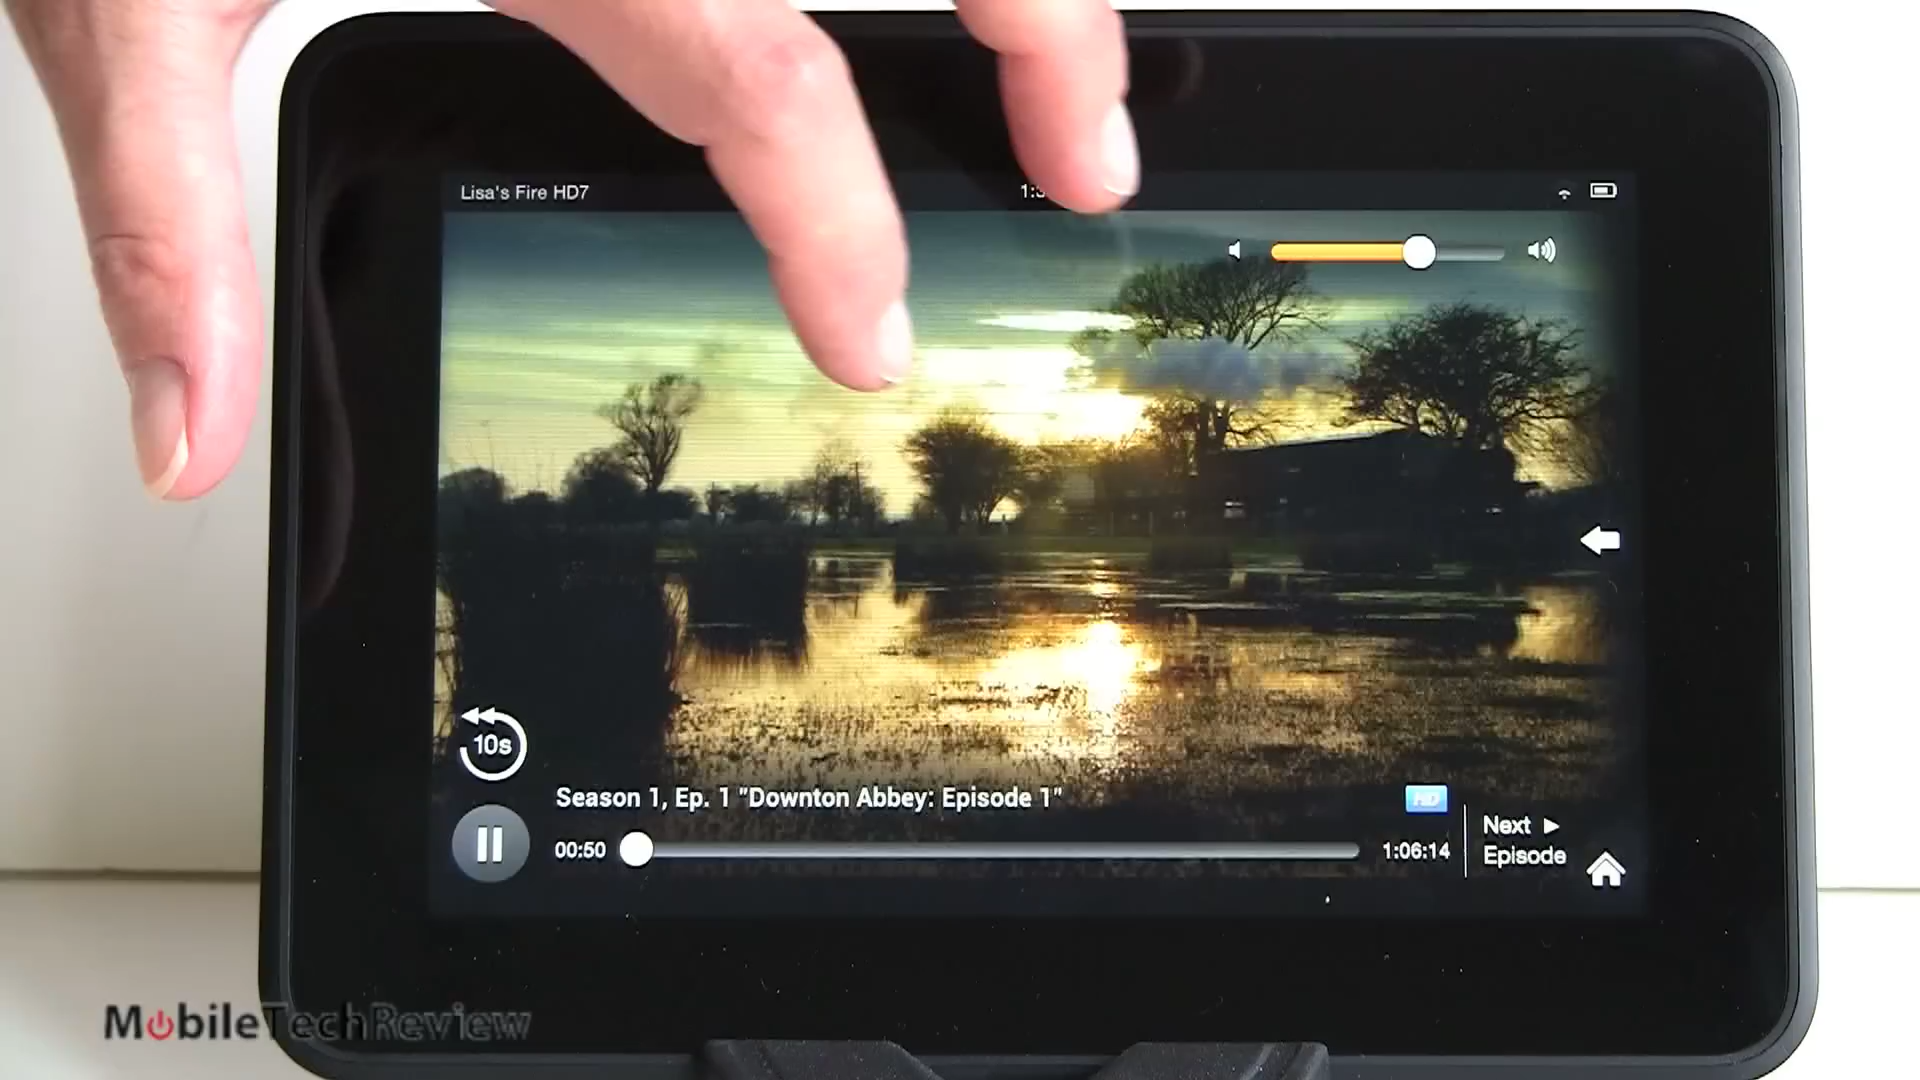 Lisa's Fire HD7
10s
Season 1, Ep. 1 "Downton Abbey: Episode 1"
HD
00:50
1:06:14
Next
Episode
MobileTechReview